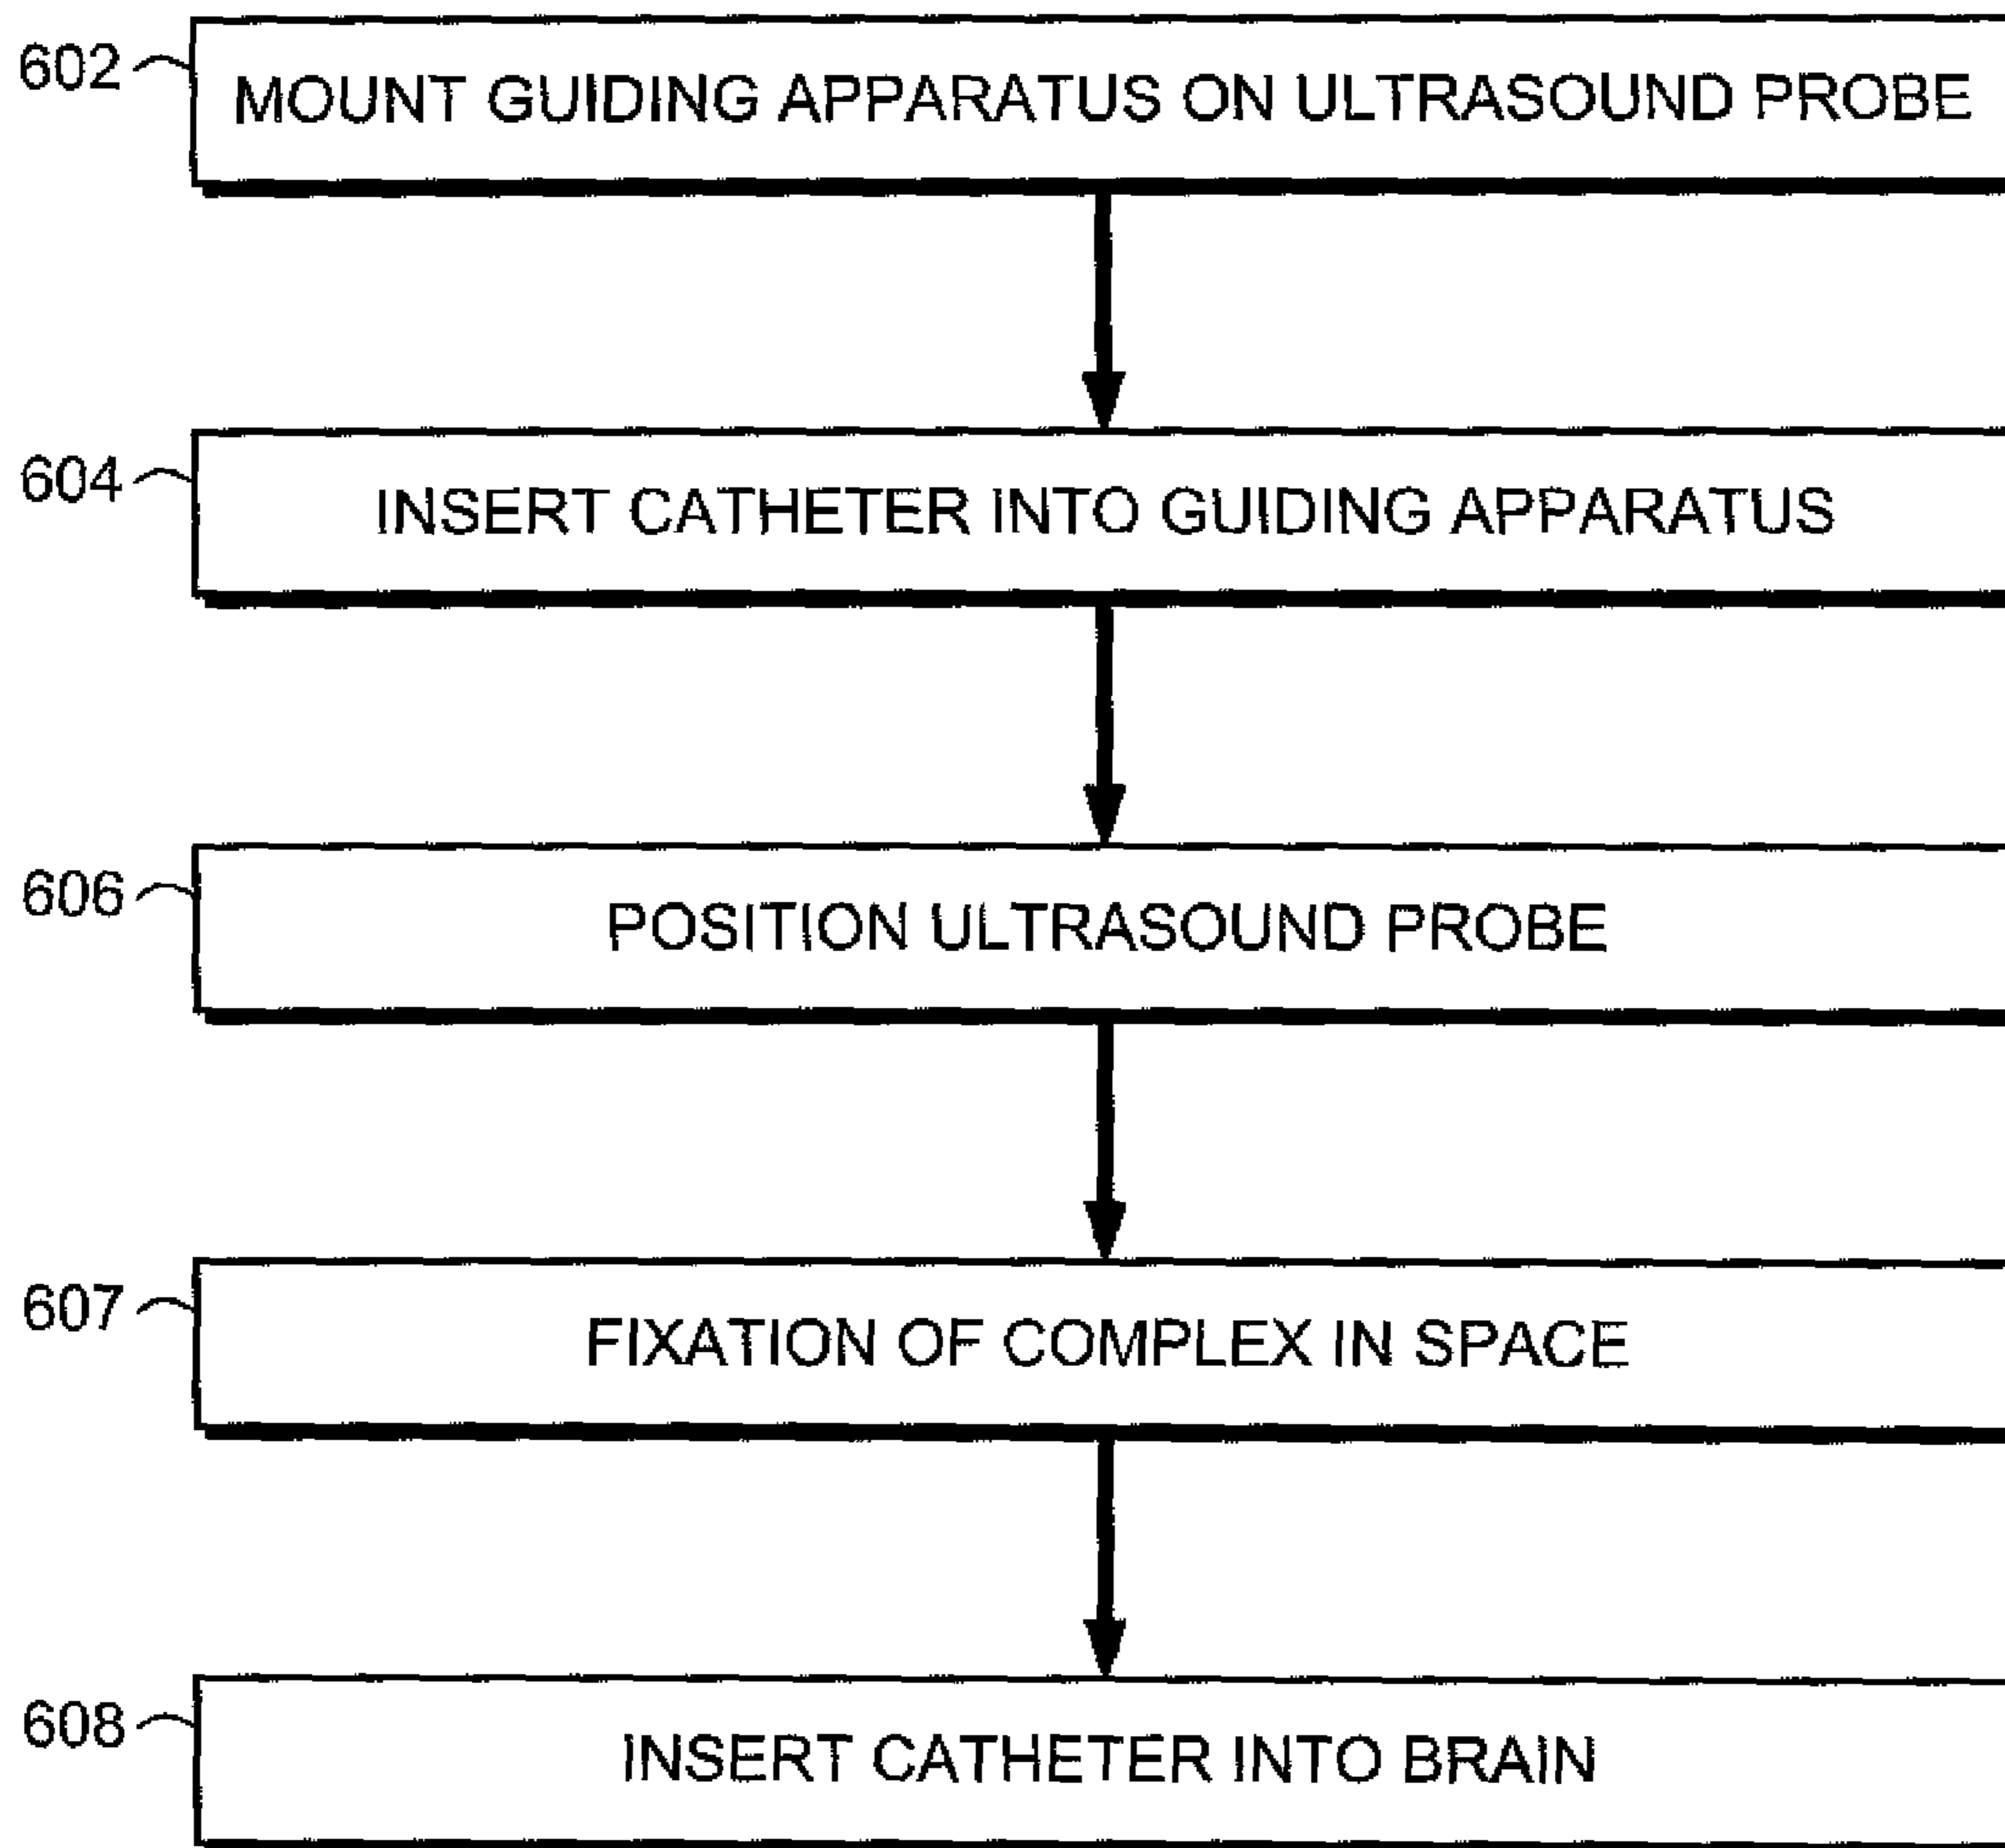 602 MOUNT GUIDING APPARATUS ON ULTRASOUND PROBE
604 INSERT CATHETER INTO GUIDING APPARATUS
606 POSITION ULTRASOUND PROBE
607 FIXATION OF COMPLEX IN SPACE
608 INSERT CATHETER INTO BRAIN